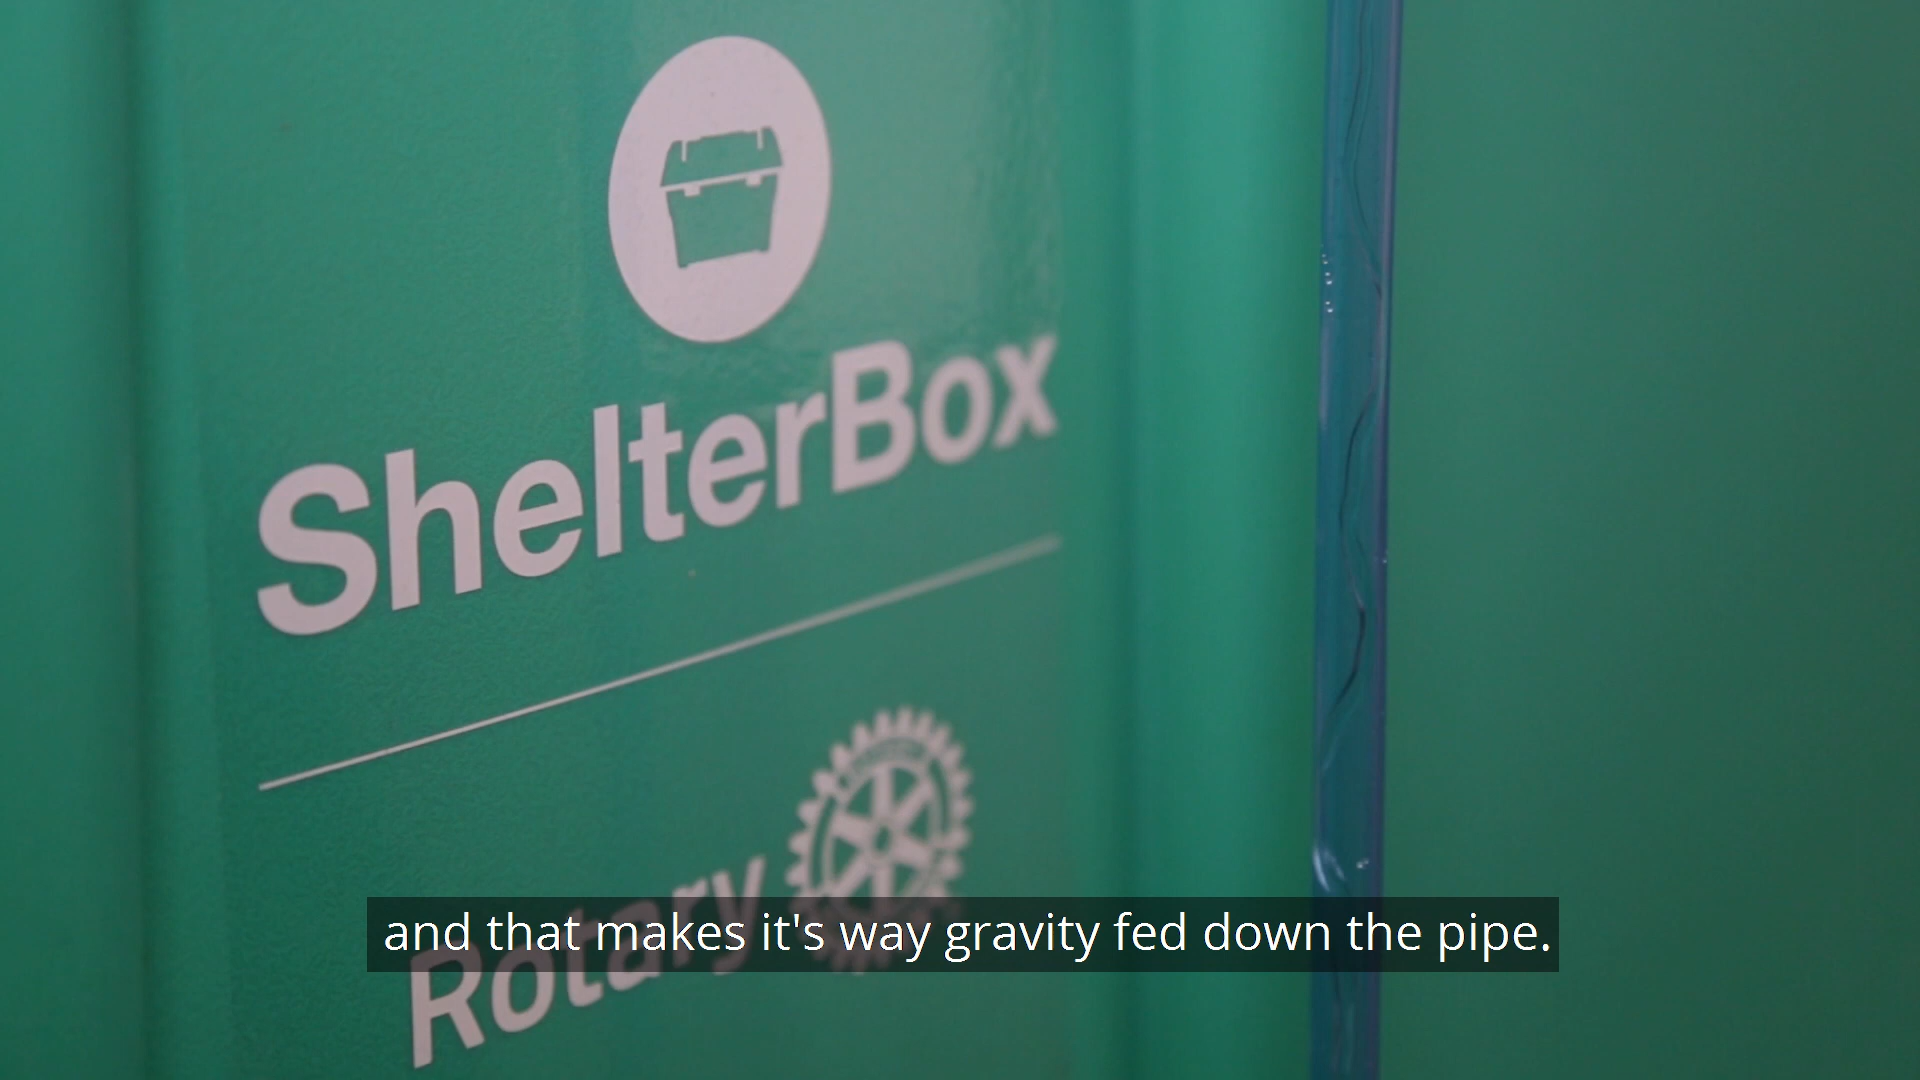 ShelterBox
Rotary
and that makes it's way gravity fed down the pipe.